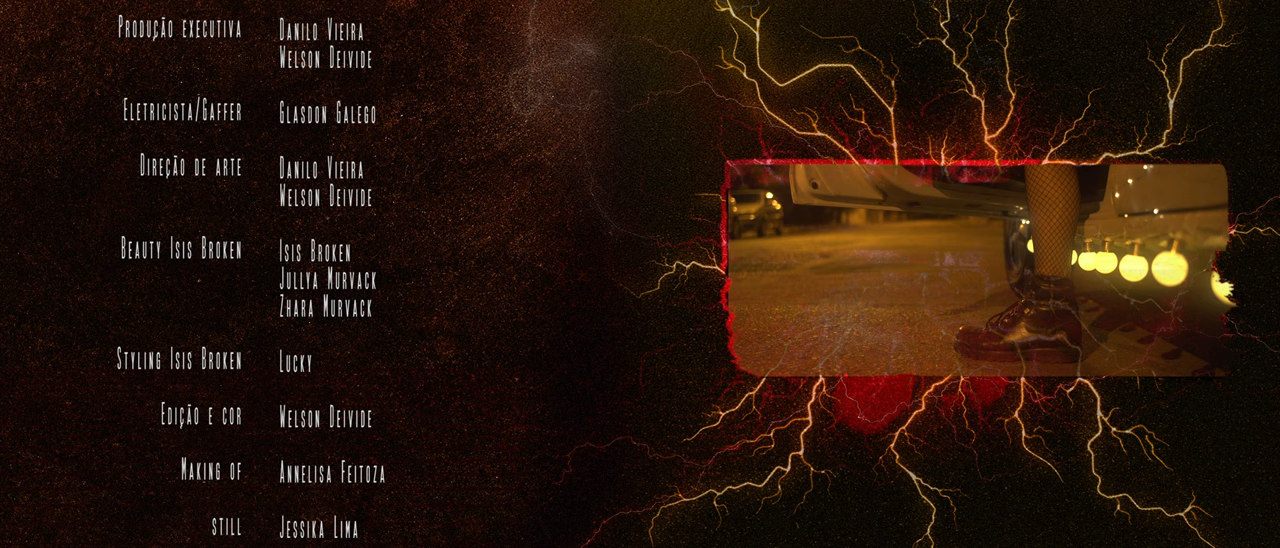 Produção executiva Danilo Vieira
Welson Deivide
Eletricista/Gaffer Glasdon Galego
Direção de arte Danilo Vieira
Welson Deivide
Beauty Isis Broken Isis Broken
Jullya Murvack
Zhara Murvack
Styling Isis Broken Lucky
Edição e cor Welson Deivide
Making of Annelisa Feitoza
still Jessika Lima